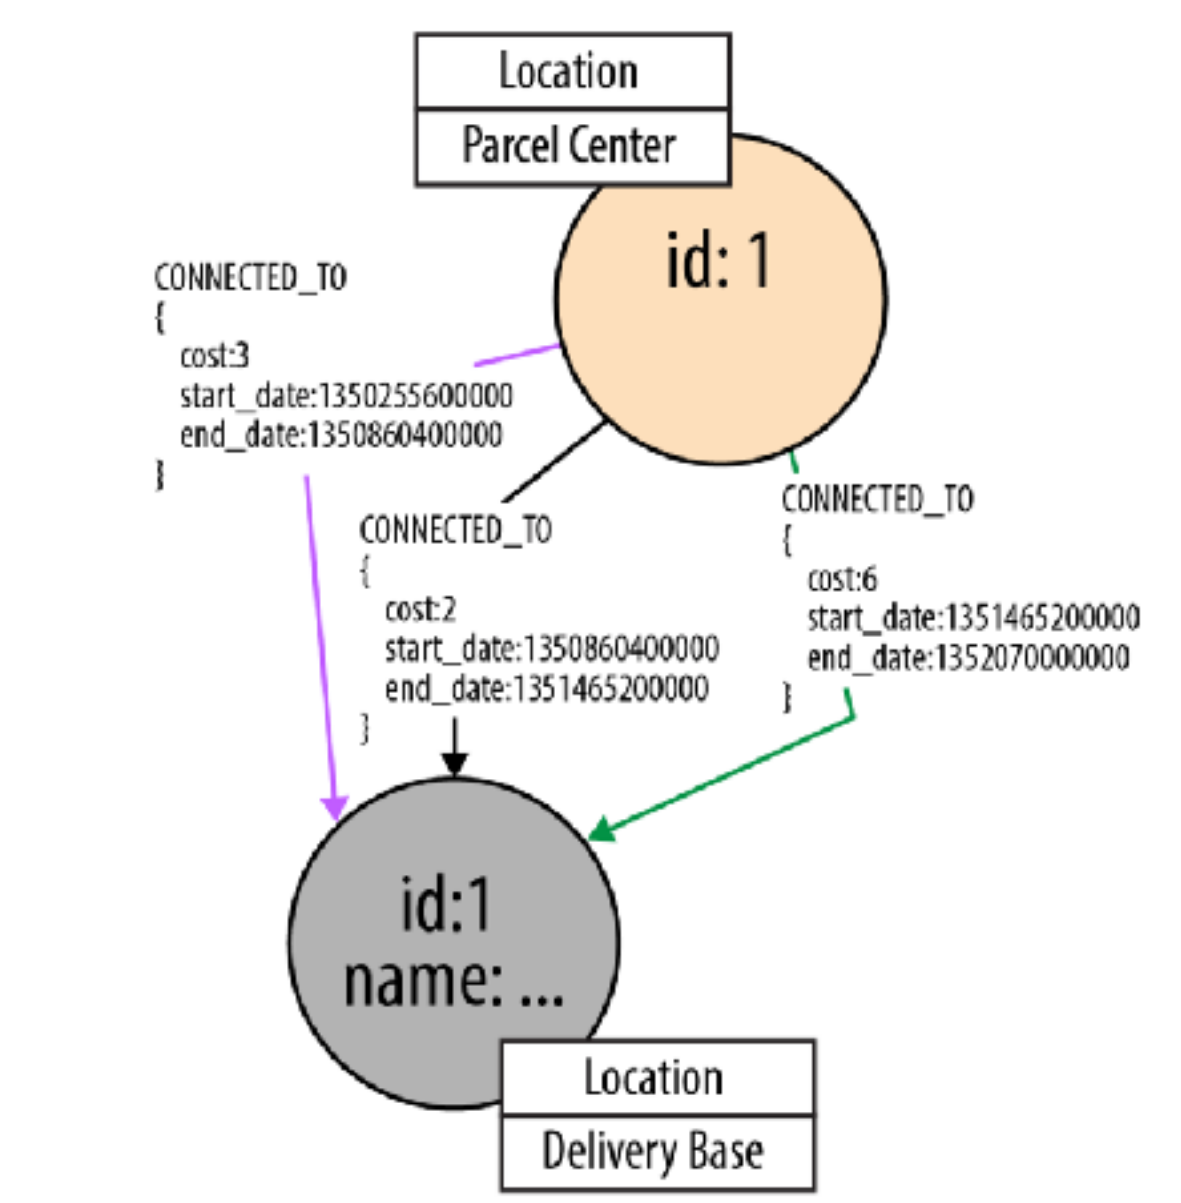 Location
Parcel Center
id: 1
CONNECTED_TO
{
cost:3
start_date:1350255600000
end_date:1350860400000
}
CONNECTED_TO
{
cost:2
start_date:1350860400000
end_date:1351465200000
}
CONNECTED_TO
{
cost:6
start_date:1351465200000
end_date:1352070000000
}
id:1
name: ...
Location
Delivery Base